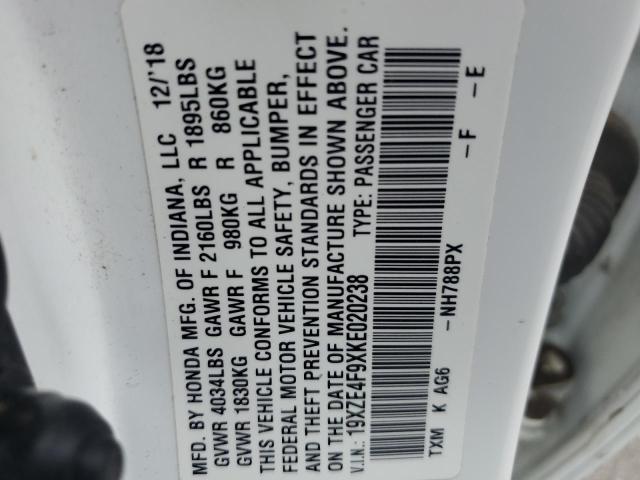 MFD. BY HONDA MFG. OF INDIANA, LLC 12/'18
GVWR 4034LBS GAWR F 2160LBS R 1895LBS
GVWR 1830KG GAWR F 980KG R 860KG
THIS VEHICLE CONFORMS TO ALL APPLICABLE
FEDERAL MOTOR VEHICLE SAFETY, BUMPER,
AND THEFT PREVENTION STANDARDS IN EFFECT
ON THE DATE OF MANUFACTURE SHOWN ABOVE.
V.I.N.: 19XZE4F9XKE020238 TYPE: PASSENGER CAR
TXM K AG6 -NH788PX -F -E